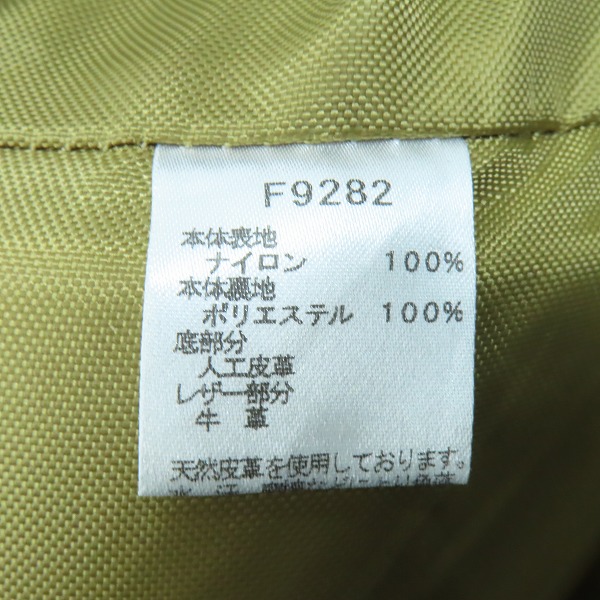 F9282
本体表地
ナイロン 100%
本体裏地
ポリエステル 100%
底部分
人工皮革
レザー部分
牛 革
天然皮革を使用しております。